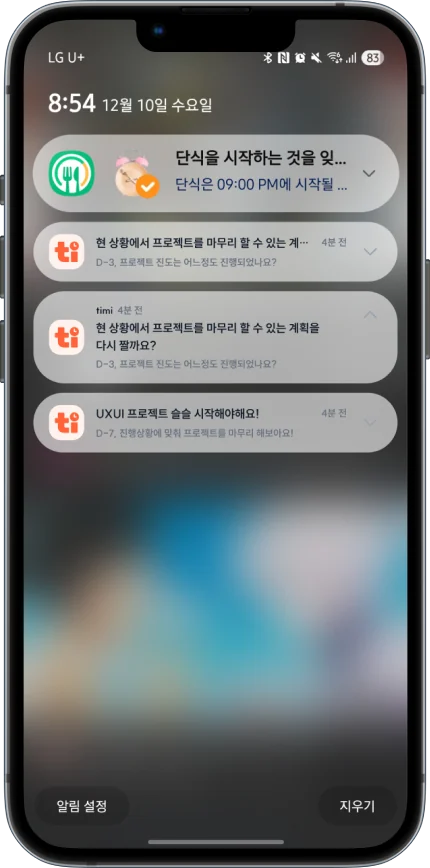 LG U+
83
8:54 12월 10일 수요일
단식을 시작하는 것을 잊...
단식은 09:00 PM에 시작될 ...
ti
현 상황에서 프로젝트를 마무리 할 수 있는 계... 4분 전
D-3, 프로젝트 진도는 어느정도 진행되었나요?
ti
timi 4분 전
현 상황에서 프로젝트를 마무리 할 수 있는 계획을
다시 짤까요?
D-3, 프로젝트 진도는 어느정도 진행되었나요?
ti
UXUI 프로젝트 슬슬 시작해야해요! 4분 전
D-7, 진행상황에 맞춰 프로젝트를 마무리 해보아요!
알림 설정
지우기